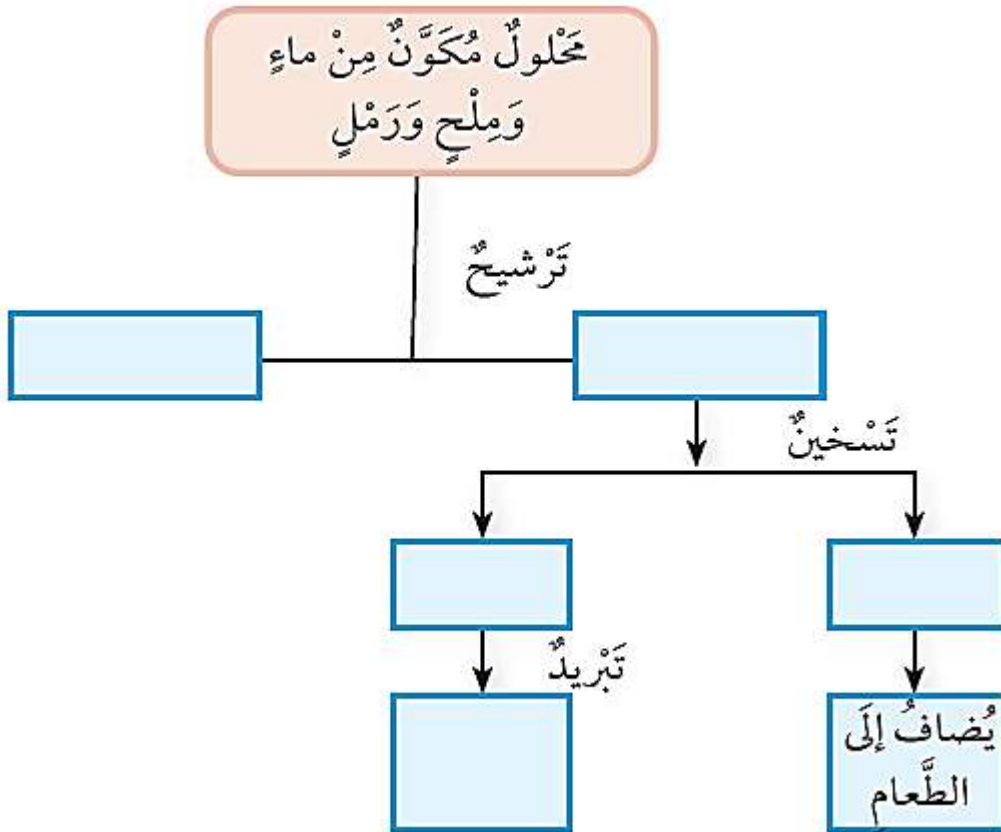 مَحْلولٌ مُكَوَّنٌ مِنْ ماءٍ
وَمِلْحٍ وَرَمْلٍ
تَرْشيحٌ
تَسْخينٌ
تَبْريدٌ
يُضافُ إِلَى
الطَّعامِ